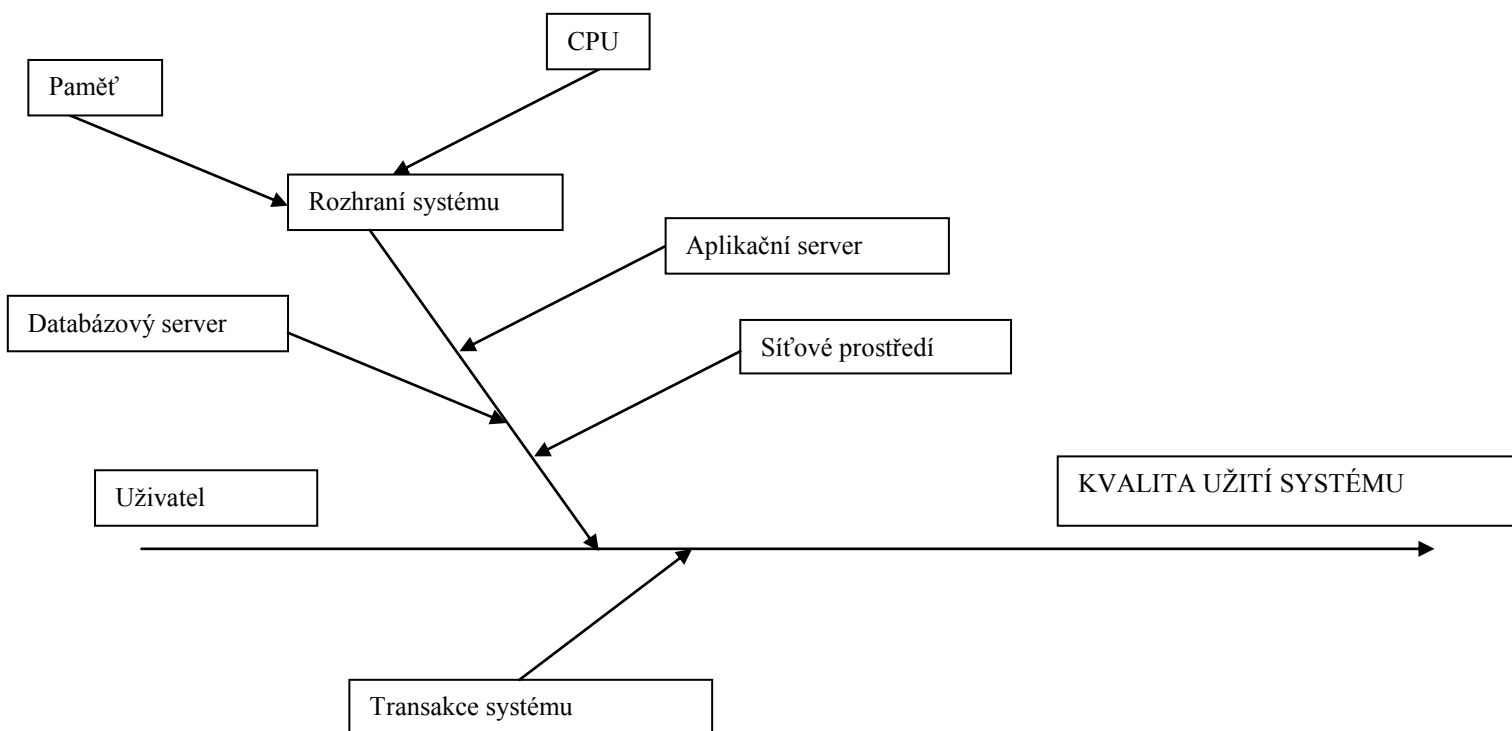 CPU
Paměť
Rozhraní systému
Aplikační server
Databázový server
Síťové prostředí
Uživatel
KVALITA UŽITÍ SYSTÉMU
Transakce systému